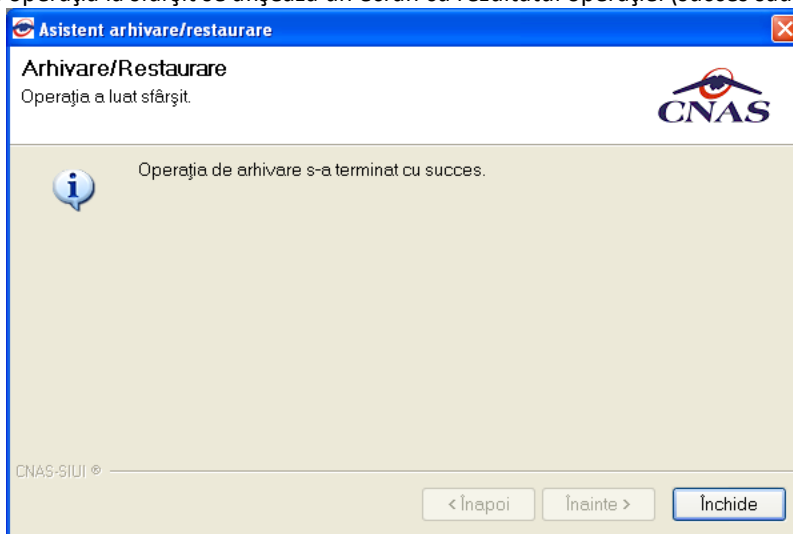 Asistent arhivare/restaurare
Arhivare/Restaurare
Operaţia a luat sfârşit.
CNAS
Operaţia de arhivare s-a terminat cu succes.
CNAS-SIUI ®
< Înapoi
Înainte >
Închide